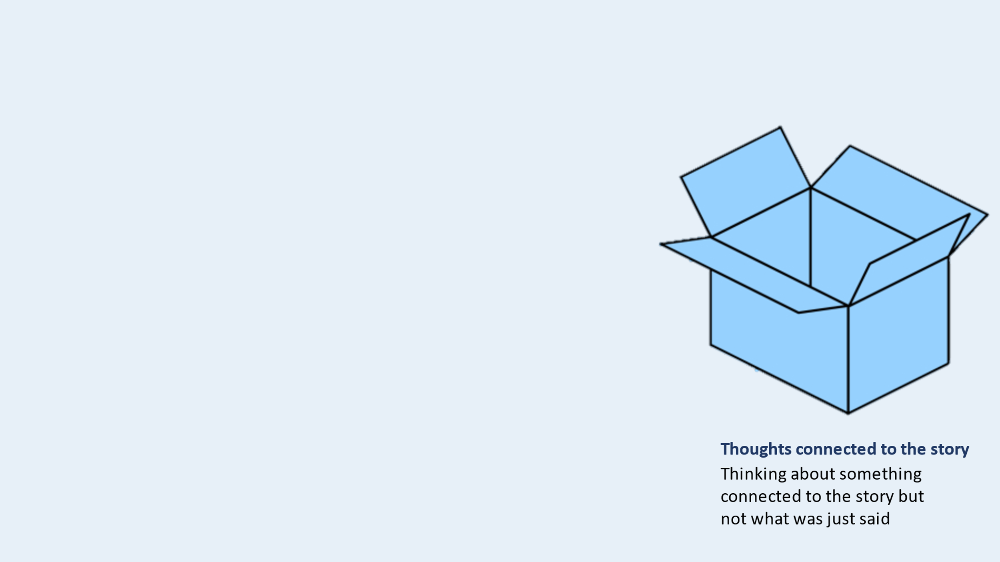 Thoughts connected to the story
Thinking about something
connected to the story but
not what was just said